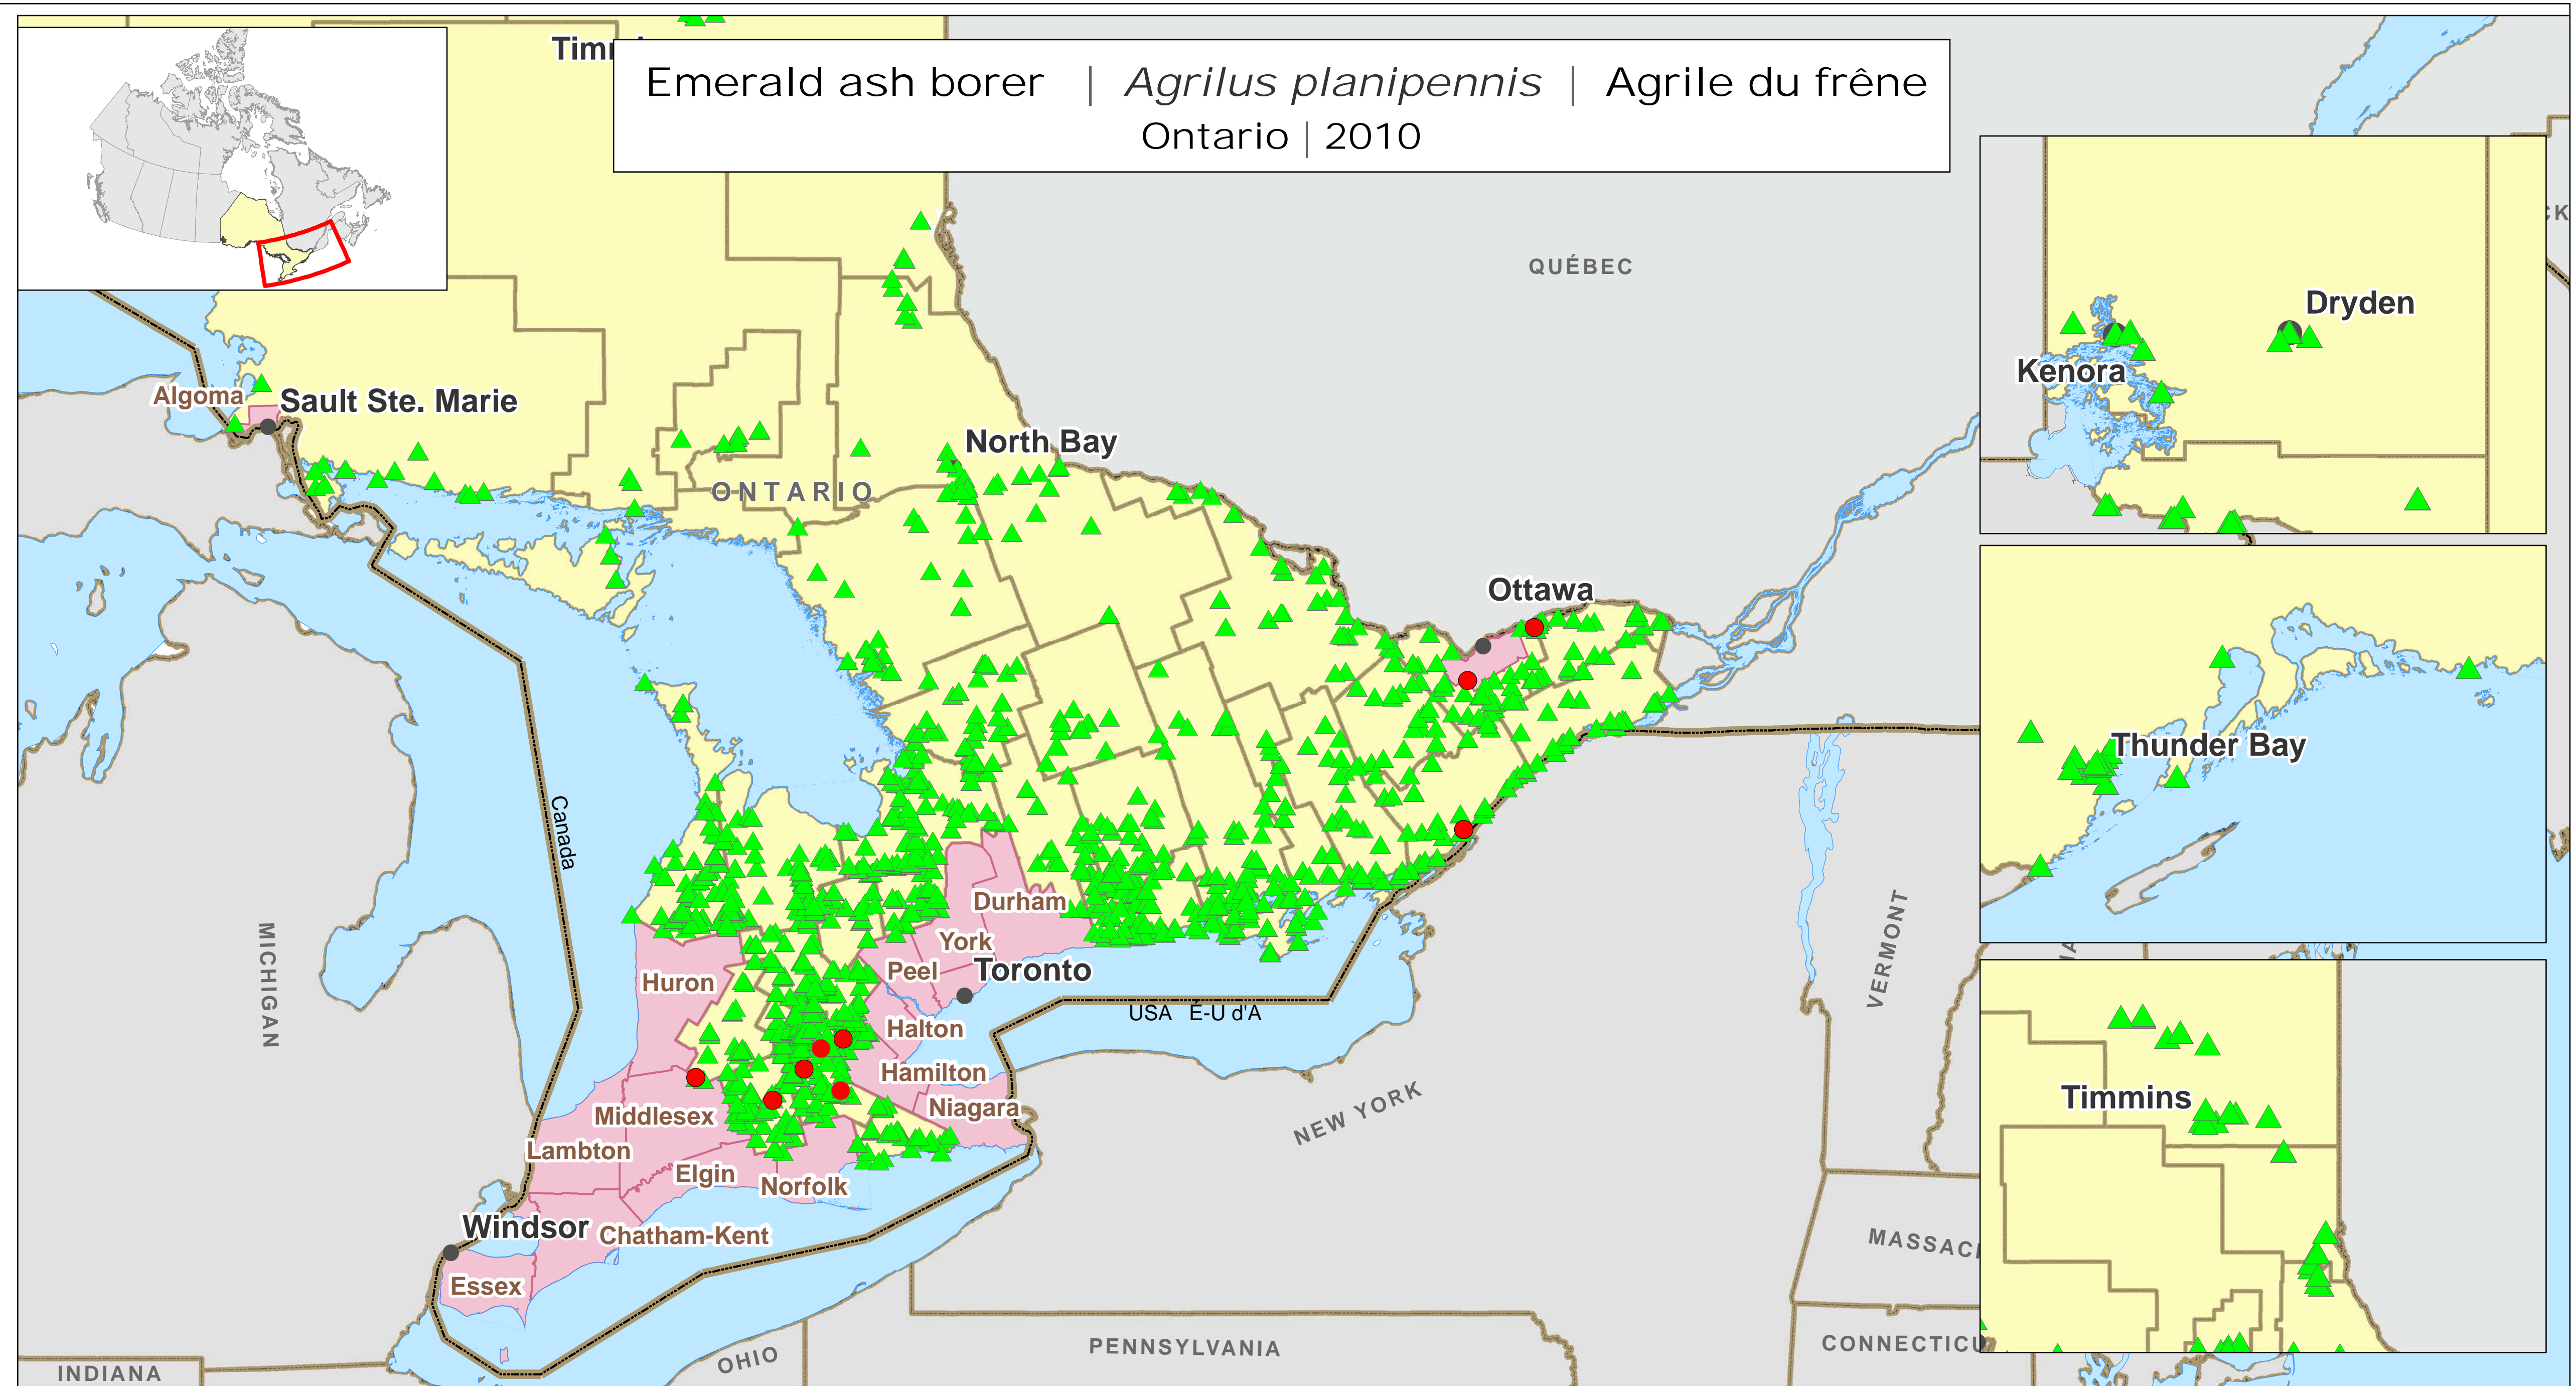 Emerald ash borer | Agrilus planipennis | Agrile du frêne
Ontario | 2010
QUÉBEC
Algoma
Sault Ste. Marie
North Bay
ONTARIO
Ottawa
Canada
MICHIGAN
Durham
York
Peel
Toronto
Huron
Halton
Hamilton
Niagara
Middlesex
Lambton
Elgin
Norfolk
Windsor
Chatham-Kent
Essex
USA É-U d'A
NEW YORK
VERMONT
PENNSYLVANIA
OHIO
INDIANA
Dryden
Kenora
Thunder Bay
Timmins